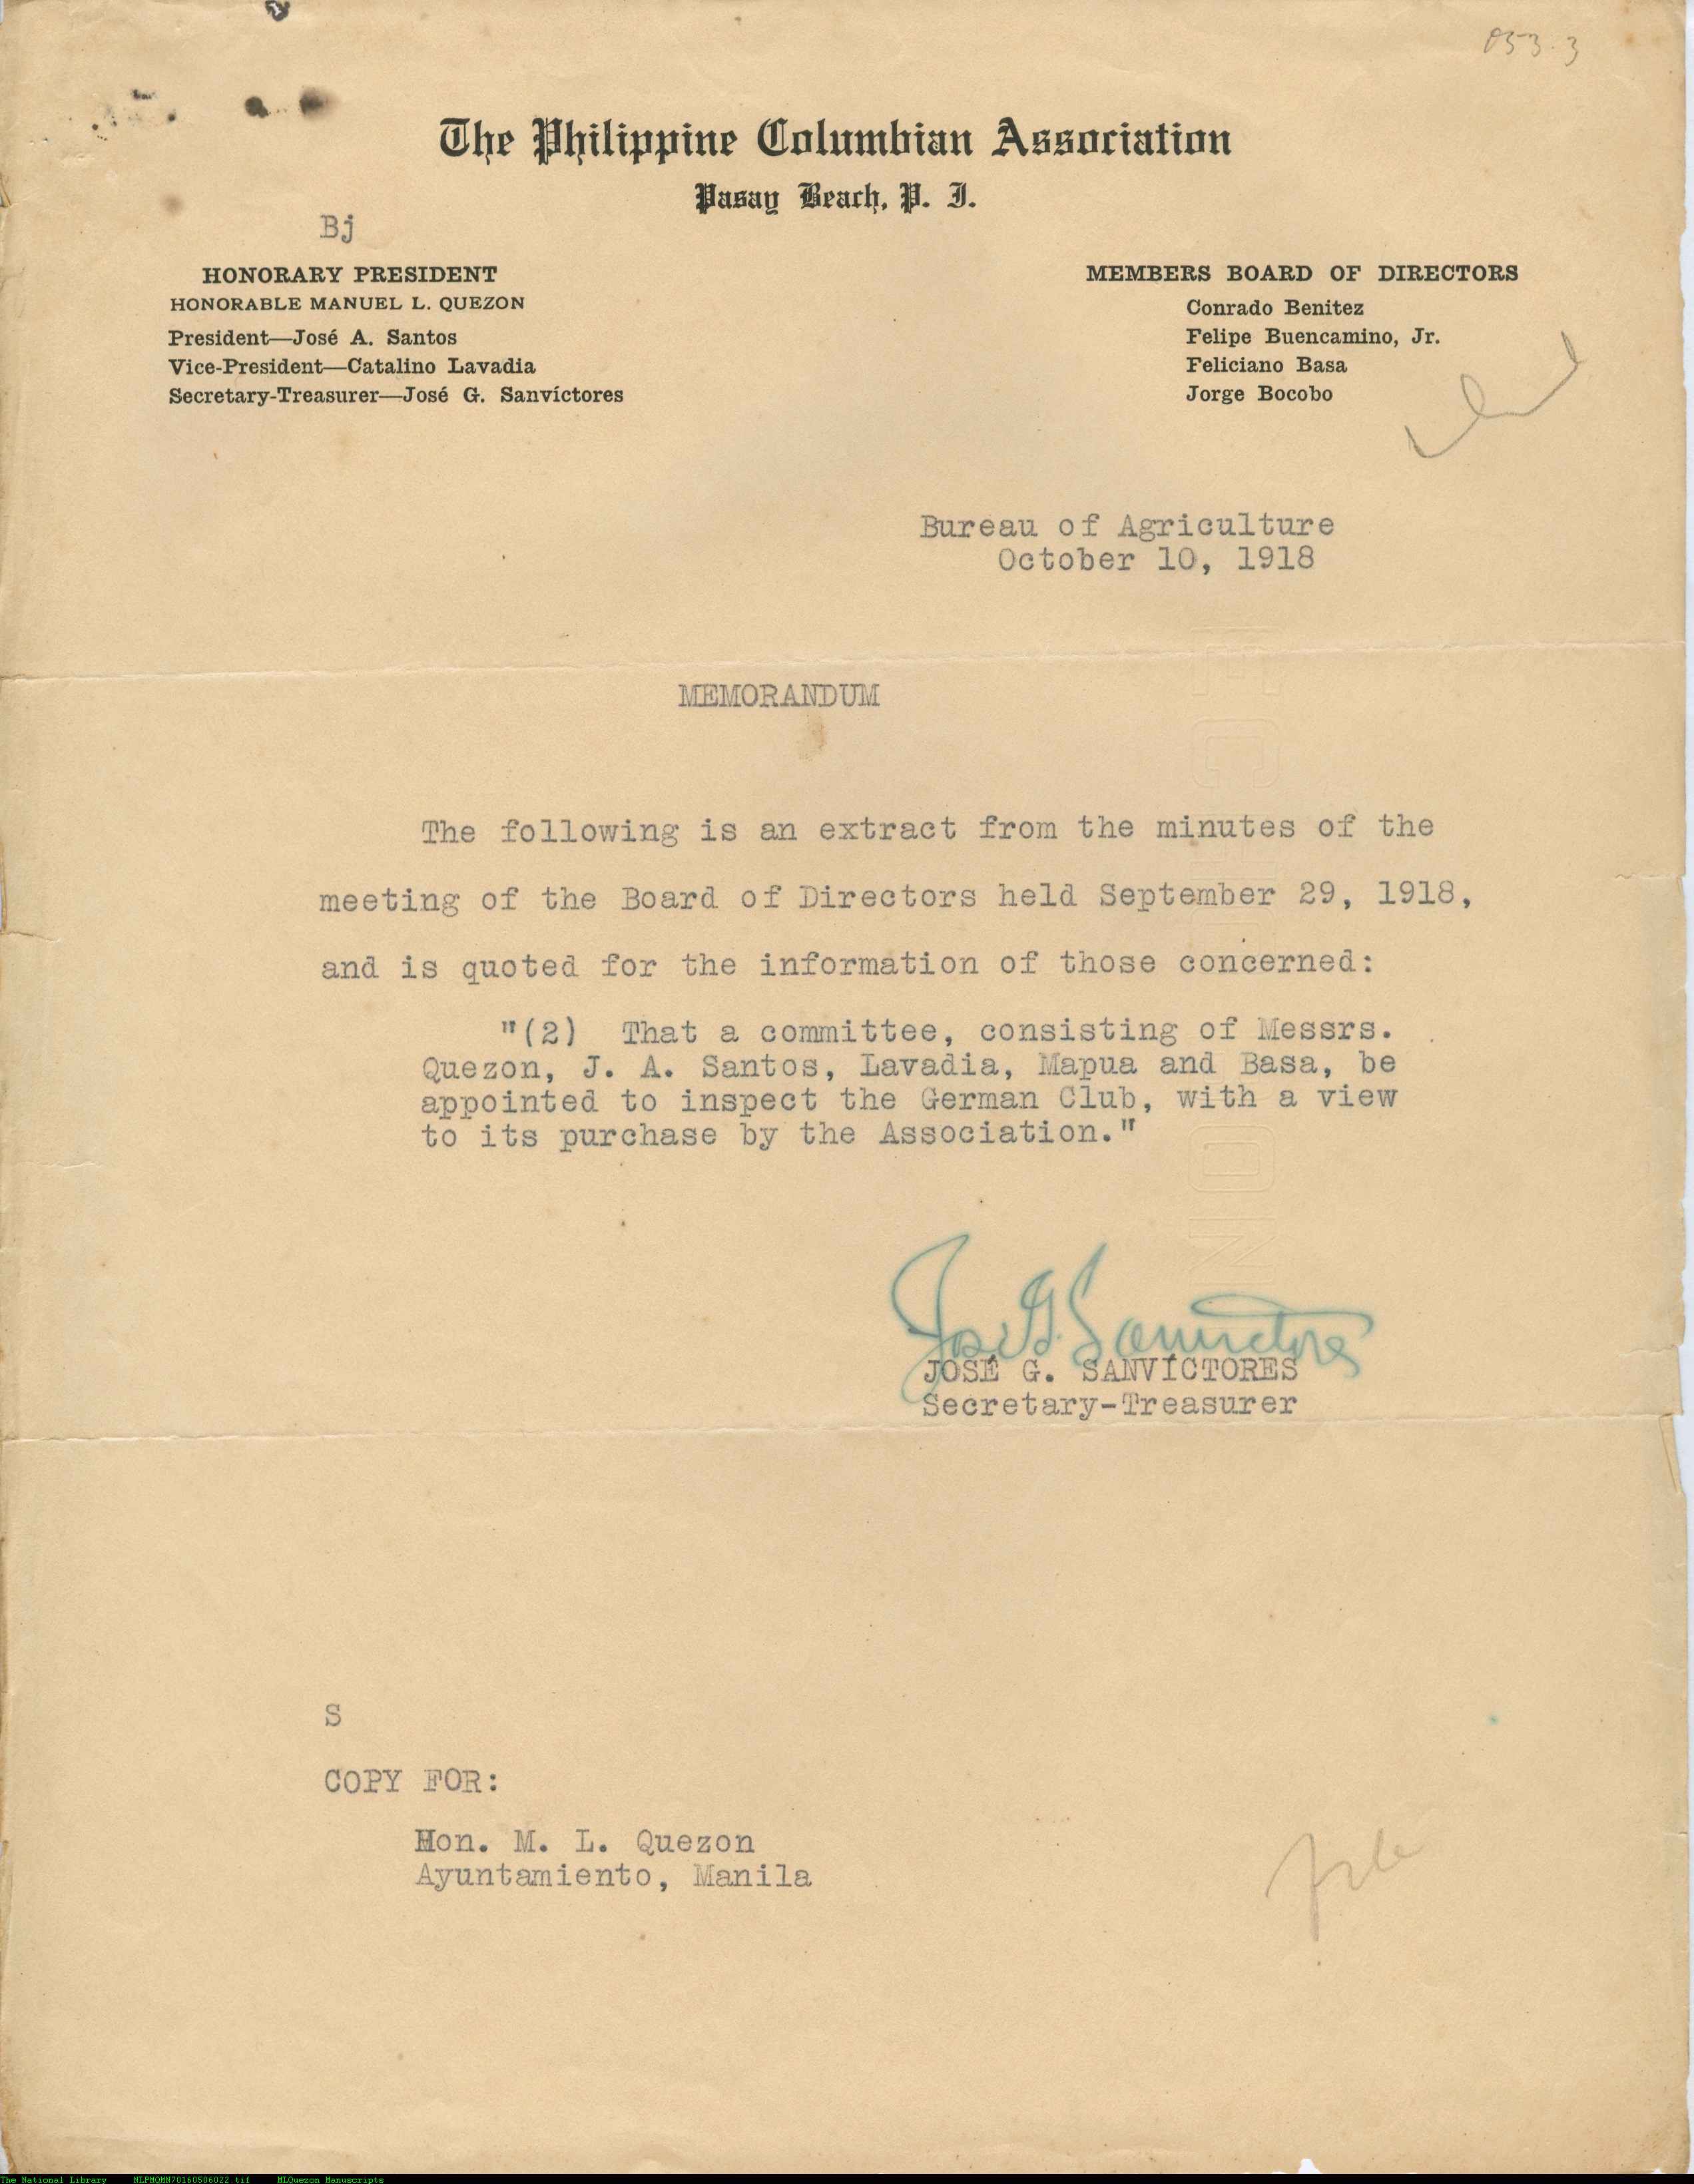 053.3
The Philippine Columbian Association
Pasay Beach, P. I.
Bj
HONORARY PRESIDENT
HONORABLE MANUEL L. QUEZON
President—José A. Santos
Vice-President—Catalino Lavadia
Secretary-Treasurer—José G. Sanvíctores
MEMBERS BOARD OF DIRECTORS
Conrado Benitez
Felipe Buencamino, Jr.
Feliciano Basa
Jorge Bocobo
Bureau of Agriculture
October 10, 1918
MEMORANDUM
The following is an extract from the minutes of the
meeting of the Board of Directors held September 29, 1918,
and is quoted for the information of those concerned:
"(2) That a committee, consisting of Messrs.
Quezon, J. A. Santos, Lavadia, Mapua and Basa, be
appointed to inspect the German Club, with a view
to its purchase by the Association."
José G. Sanvictores
JOSÉ G. SANVÍCTORES
Secretary-Treasurer
S
COPY FOR:
Hon. M. L. Quezon
Ayuntamiento, Manila
file
The National Library NLPMQMN70160506022.tif MLQuezon Manuscripts